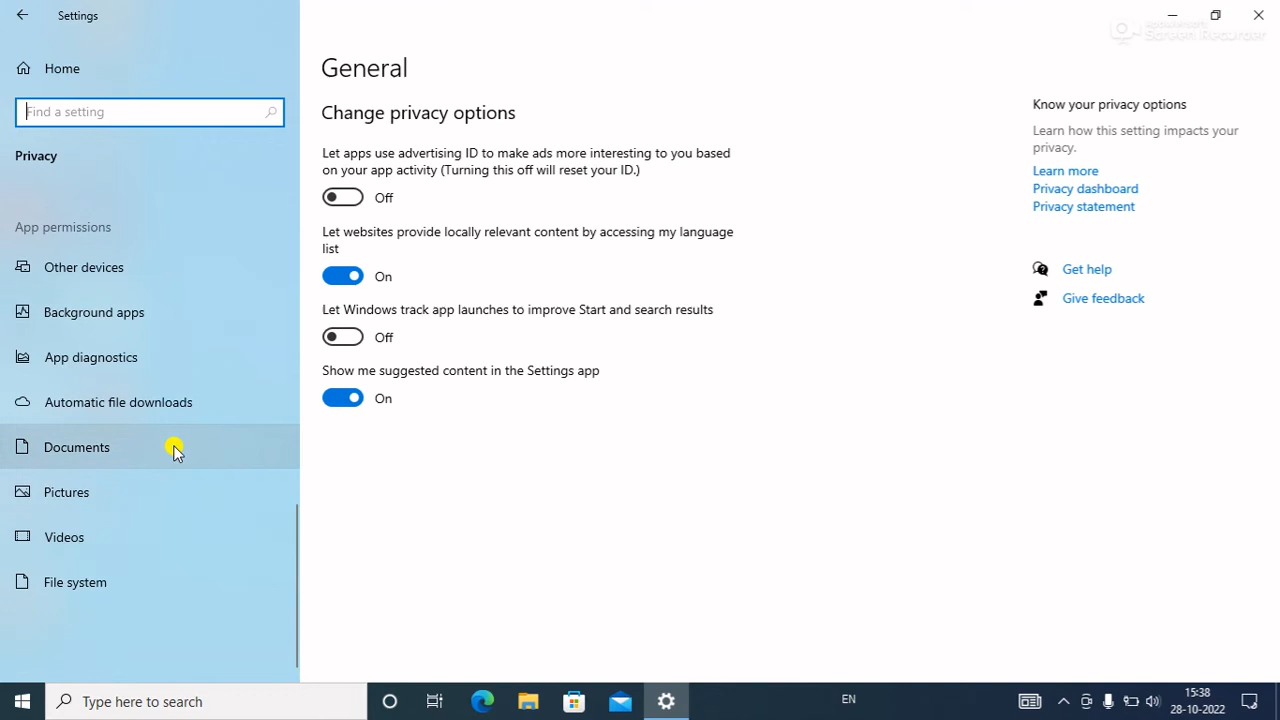 Settings
Home
Find a setting
Privacy
App permissions
Other devices
Background apps
App diagnostics
Automatic file downloads
Documents
Pictures
Videos
File system
General
Change privacy options
Let apps use advertising ID to make ads more interesting to you based
on your app activity (Turning this off will reset your ID.)
Off
Let websites provide locally relevant content by accessing my language
list
On
Let Windows track app launches to improve Start and search results
Off
Show me suggested content in the Settings app
On
Screen Recorder
Know your privacy options
Learn how this setting impacts your
privacy.
Learn more
Privacy dashboard
Privacy statement
Get help
Give feedback
Type here to search
EN
15:38
28-10-2022